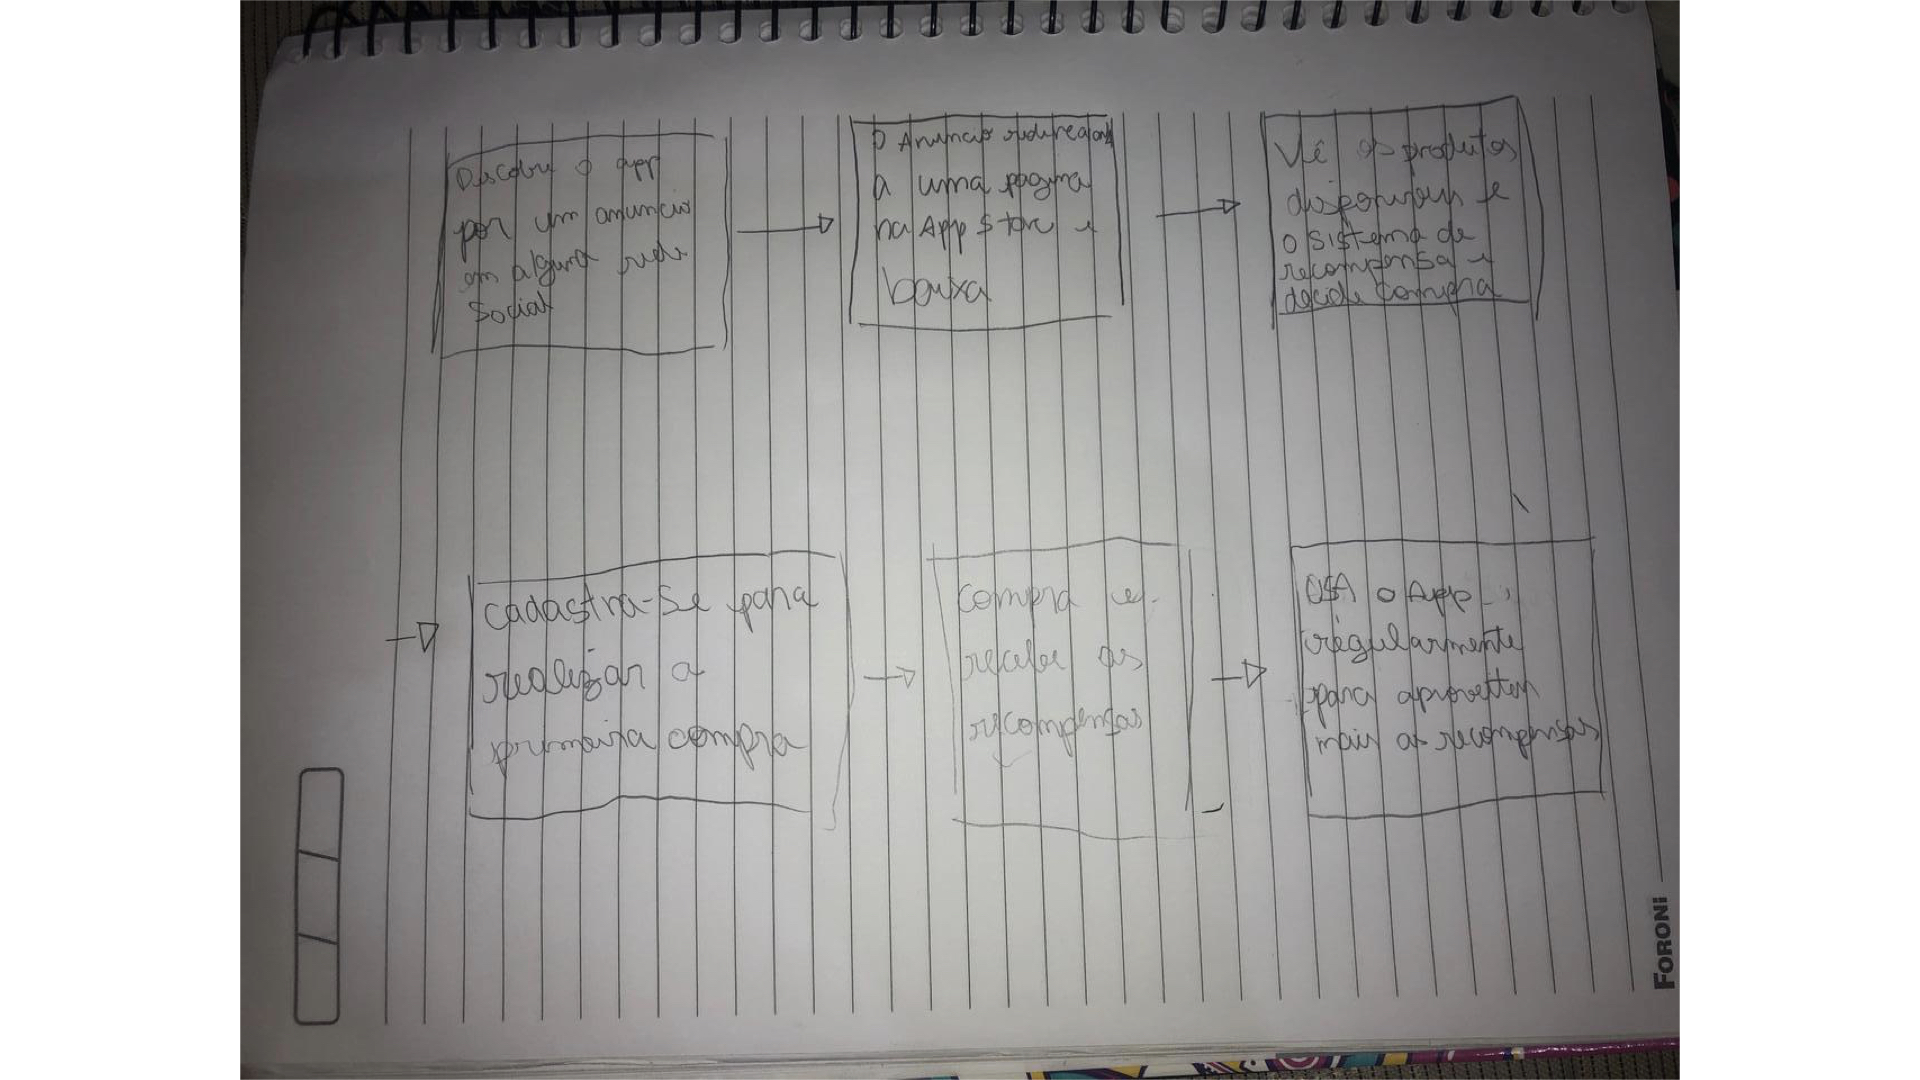 Discobre o app
por um anuncio
em alguma rede
social
O Anuncio redireciona
a uma pagina
na App Store e
baixa
Vê os produtos
disponiveis e
o sistema de
recompensa e
decide compra
cadastra-se para
realizar a
primeira compra
compra e
recebe as
recompensas
USA o App
regularmente
para aproveitar
mais as recompensas
FORONI